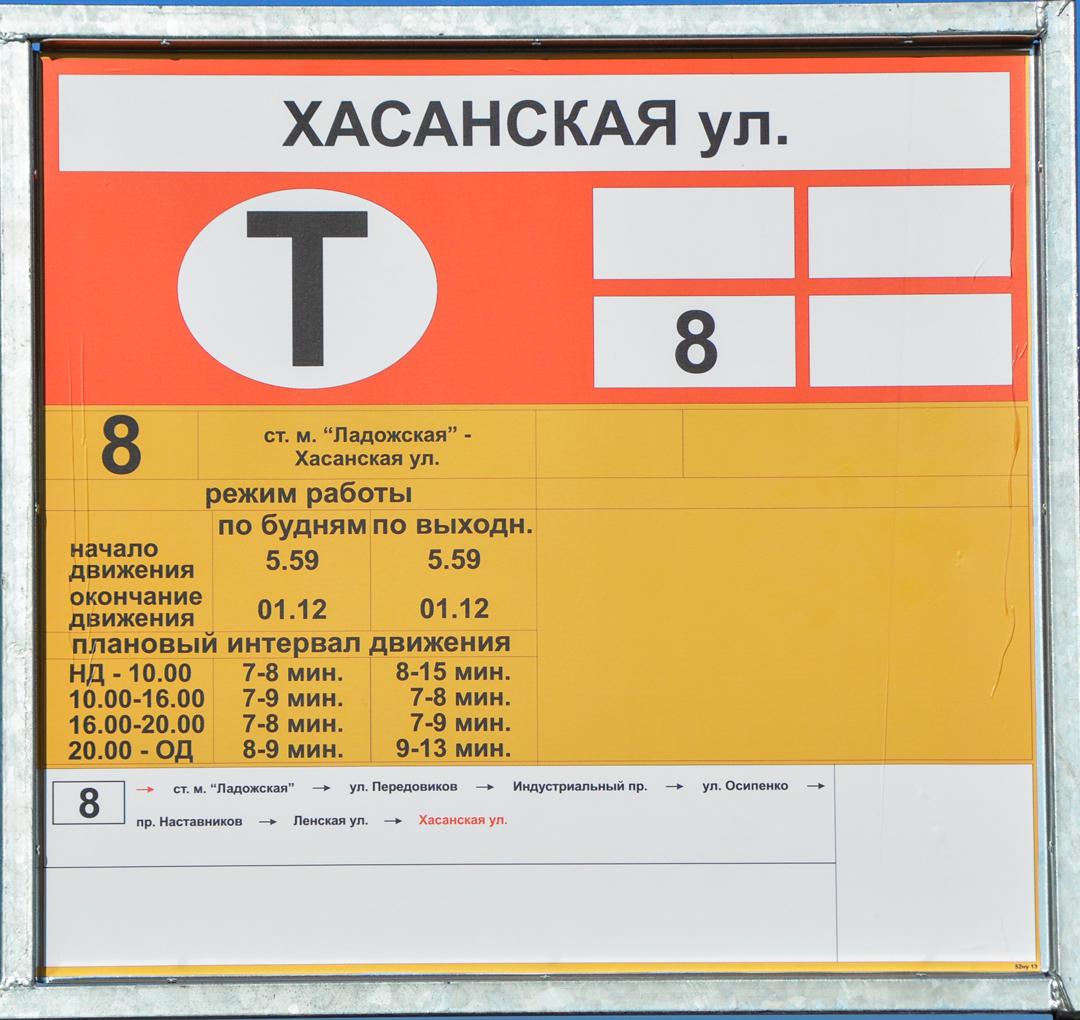 ХАСАНСКАЯ ул.
Т
8
8
ст. м. “Ладожская” -
Хасанская ул.
режим работы
по будням по выходн.
начало
движения
5.59 5.59
окончание
движения
01.12 01.12
плановый интервал движения
НД - 10.00 7-8 мин. 8-15 мин.
10.00-16.00 7-9 мин. 7-8 мин.
16.00-20.00 7-8 мин. 7-9 мин.
20.00 - ОД 8-9 мин. 9-13 мин.
8
→ ст. м. “Ладожская” → ул. Передовиков → Индустриальный пр. → ул. Осипенко →
пр. Наставников → Ленская ул. → Хасанская ул.